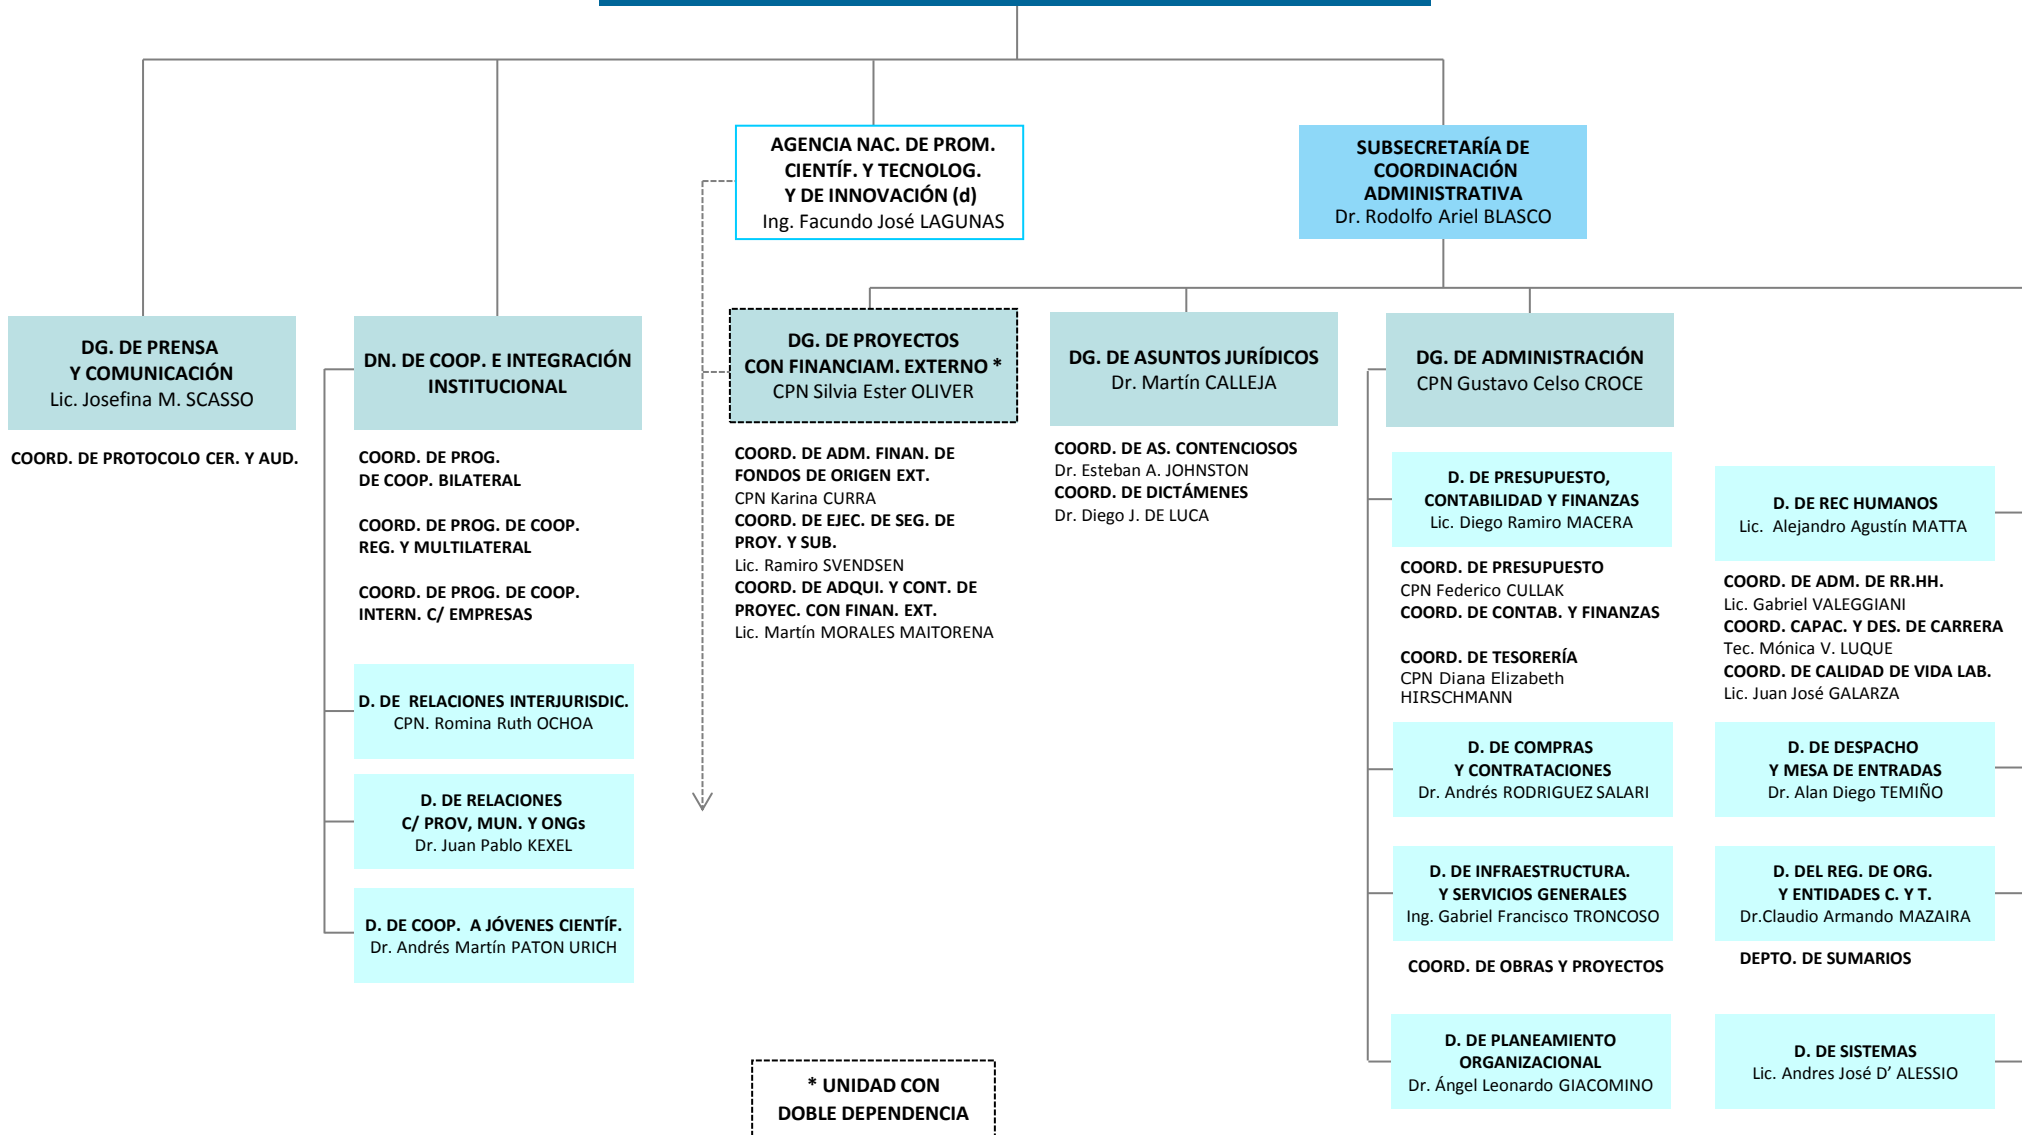 AGENCIA NAC. DE PROM.
CIENTÍF. Y TECNOLOG.
Y DE INNOVACIÓN (d)
Ing. Facundo José LAGUNAS
SUBSECRETARÍA DE
COORDINACIÓN
ADMINISTRATIVA
Dr. Rodolfo Ariel BLASCO
DG. DE PRENSA
Y COMUNICACIÓN
Lic. Josefina M. SCASSO
COORD. DE PROTOCOLO CER. Y AUD.
DN. DE COOP. E INTEGRACIÓN
INSTITUCIONAL
COORD. DE PROG.
DE COOP. BILATERAL
COORD. DE PROG. DE COOP.
REG. Y MULTILATERAL
COORD. DE PROG. DE COOP.
INTERN. C/ EMPRESAS
D. DE RELACIONES INTERJURISDIC.
CPN. Romina Ruth OCHOA
D. DE RELACIONES
C/ PROV, MUN. Y ONGs
Dr. Juan Pablo KEXEL
D. DE COOP. A JÓVENES CIENTÍF.
Dr. Andrés Martín PATON URICH
DG. DE PROYECTOS
CON FINANCIAM. EXTERNO *
CPN Silvia Ester OLIVER
COORD. DE ADM. FINAN. DE
FONDOS DE ORIGEN EXT.
CPN Karina CURRA
COORD. DE EJEC. DE SEG. DE
PROY. Y SUB.
Lic. Ramiro SVENDSEN
COORD. DE ADQUI. Y CONT. DE
PROYEC. CON FINAN. EXT.
Lic. Martín MORALES MAITORENA
DG. DE ASUNTOS JURÍDICOS
Dr. Martín CALLEJA
COORD. DE AS. CONTENCIOSOS
Dr. Esteban A. JOHNSTON
COORD. DE DICTÁMENES
Dr. Diego J. DE LUCA
DG. DE ADMINISTRACIÓN
CPN Gustavo Celso CROCE
D. DE PRESUPUESTO,
CONTABILIDAD Y FINANZAS
Lic. Diego Ramiro MACERA
COORD. DE PRESUPUESTO
CPN Federico CULLAK
COORD. DE CONTAB. Y FINANZAS
COORD. DE TESORERÍA
CPN Diana Elizabeth
HIRSCHMANN
D. DE COMPRAS
Y CONTRATACIONES
Dr. Andrés RODRIGUEZ SALARI
D. DE INFRAESTRUCTURA.
Y SERVICIOS GENERALES
Ing. Gabriel Francisco TRONCOSO
COORD. DE OBRAS Y PROYECTOS
D. DE PLANEAMIENTO
ORGANIZACIONAL
Dr. Ángel Leonardo GIACOMINO
D. DE REC HUMANOS
Lic. Alejandro Agustín MATTA
COORD. DE ADM. DE RR.HH.
Lic. Gabriel VALEGGIANI
COORD. CAPAC. Y DES. DE CARRERA
Tec. Mónica V. LUQUE
COORD. DE CALIDAD DE VIDA LAB.
Lic. Juan José GALARZA
D. DE DESPACHO
Y MESA DE ENTRADAS
Dr. Alan Diego TEMIÑO
D. DEL REG. DE ORG.
Y ENTIDADES C. Y T.
Dr.Claudio Armando MAZAIRA
DEPTO. DE SUMARIOS
D. DE SISTEMAS
Lic. Andres José D’ ALESSIO
* UNIDAD CON
DOBLE DEPENDENCIA